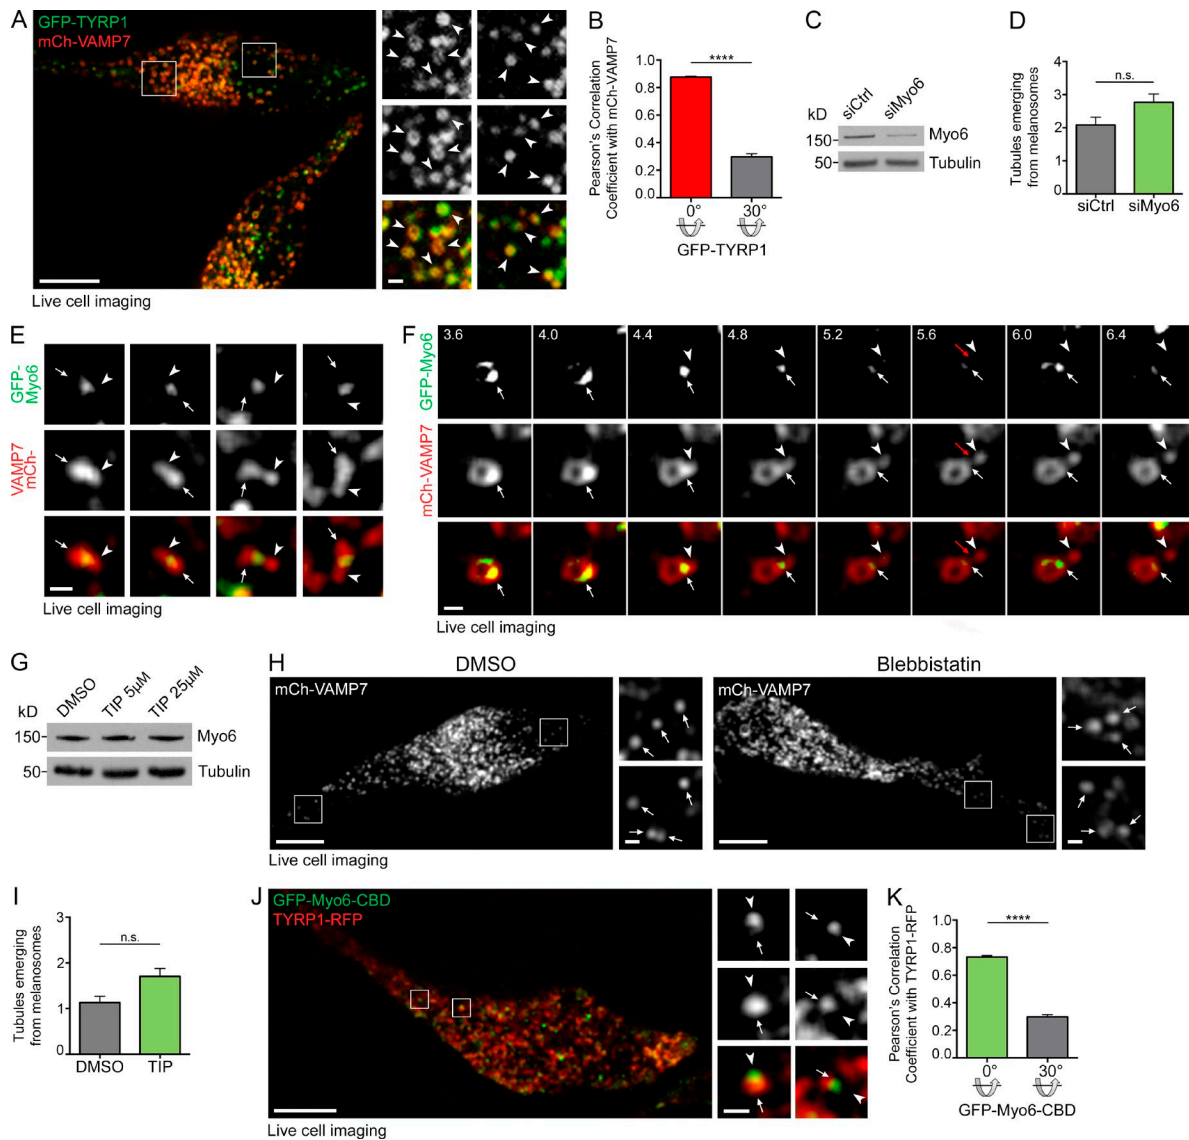 A
GFP-TYRP1
mCh-VAMP7
Live cell imaging
B
Pearson's Correlation
Coefficient with mCh-VAMP7
1.0
0.8
0.6
0.4
0.2
0.0
****
0°
30°
GFP-TYRP1
C
siCtrl
siMyo6
kD
150
50
Myo6
Tubulin
D
Tubules emerging
from melanosomes
4
3
2
1
0
n.s.
siCtrl
siMyo6
E
GFP-
Myo6
VAMP7
mCh-
Live cell imaging
F
GFP-Myo6
mCh-VAMP7
3.6
4.0
4.4
4.8
5.2
5.6
6.0
6.4
Live cell imaging
G
DMSO
TIP 5µM
TIP 25µM
kD
150
50
Myo6
Tubulin
H
DMSO
Blebbistatin
mCh-VAMP7
mCh-VAMP7
Live cell imaging
I
Tubules emerging
from melanosomes
3
2
1
0
n.s.
DMSO
TIP
J
GFP-Myo6-CBD
TYRP1-RFP
Live cell imaging
K
Pearson's Correlation
Coefficient with TYRP1-RFP
1.0
0.8
0.6
0.4
0.2
0.0
****
0°
30°
GFP-Myo6-CBD